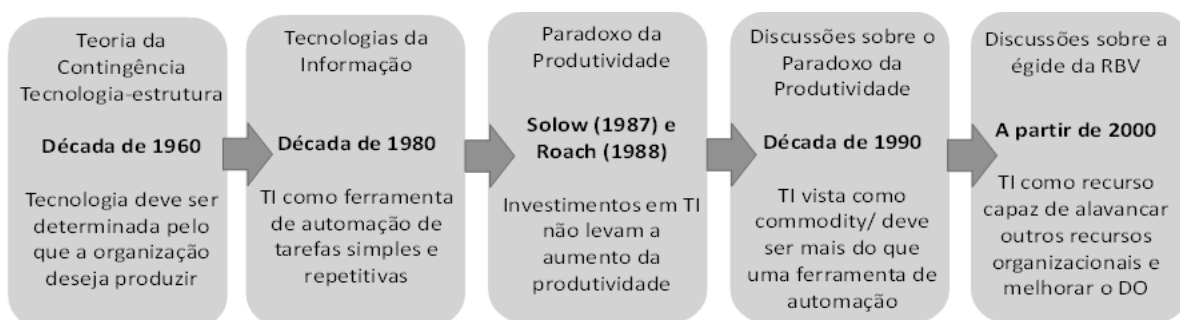 Teoria da
Contingência
Tecnologia-estrutura
Década de 1960
Tecnologia deve ser
determinada pelo
que a organização
deseja produzir
Tecnologias da
Informação
Década de 1980
TI como ferramenta
de automação de
tarefas simples e
repetitivas
Paradoxo da
Produtividade
Solow (1987) e
Roach (1988)
Investimentos em TI
não levam a
aumento da
produtividade
Discussões sobre o
Paradoxo da
Produtividade
Década de 1990
TI vista como
commodity/ deve
ser mais do que
uma ferramenta de
automação
Discussões sobre a
égide da RBV
A partir de 2000
TI como recurso
capaz de alavancar
outros recursos
organizacionais e
melhorar o DO